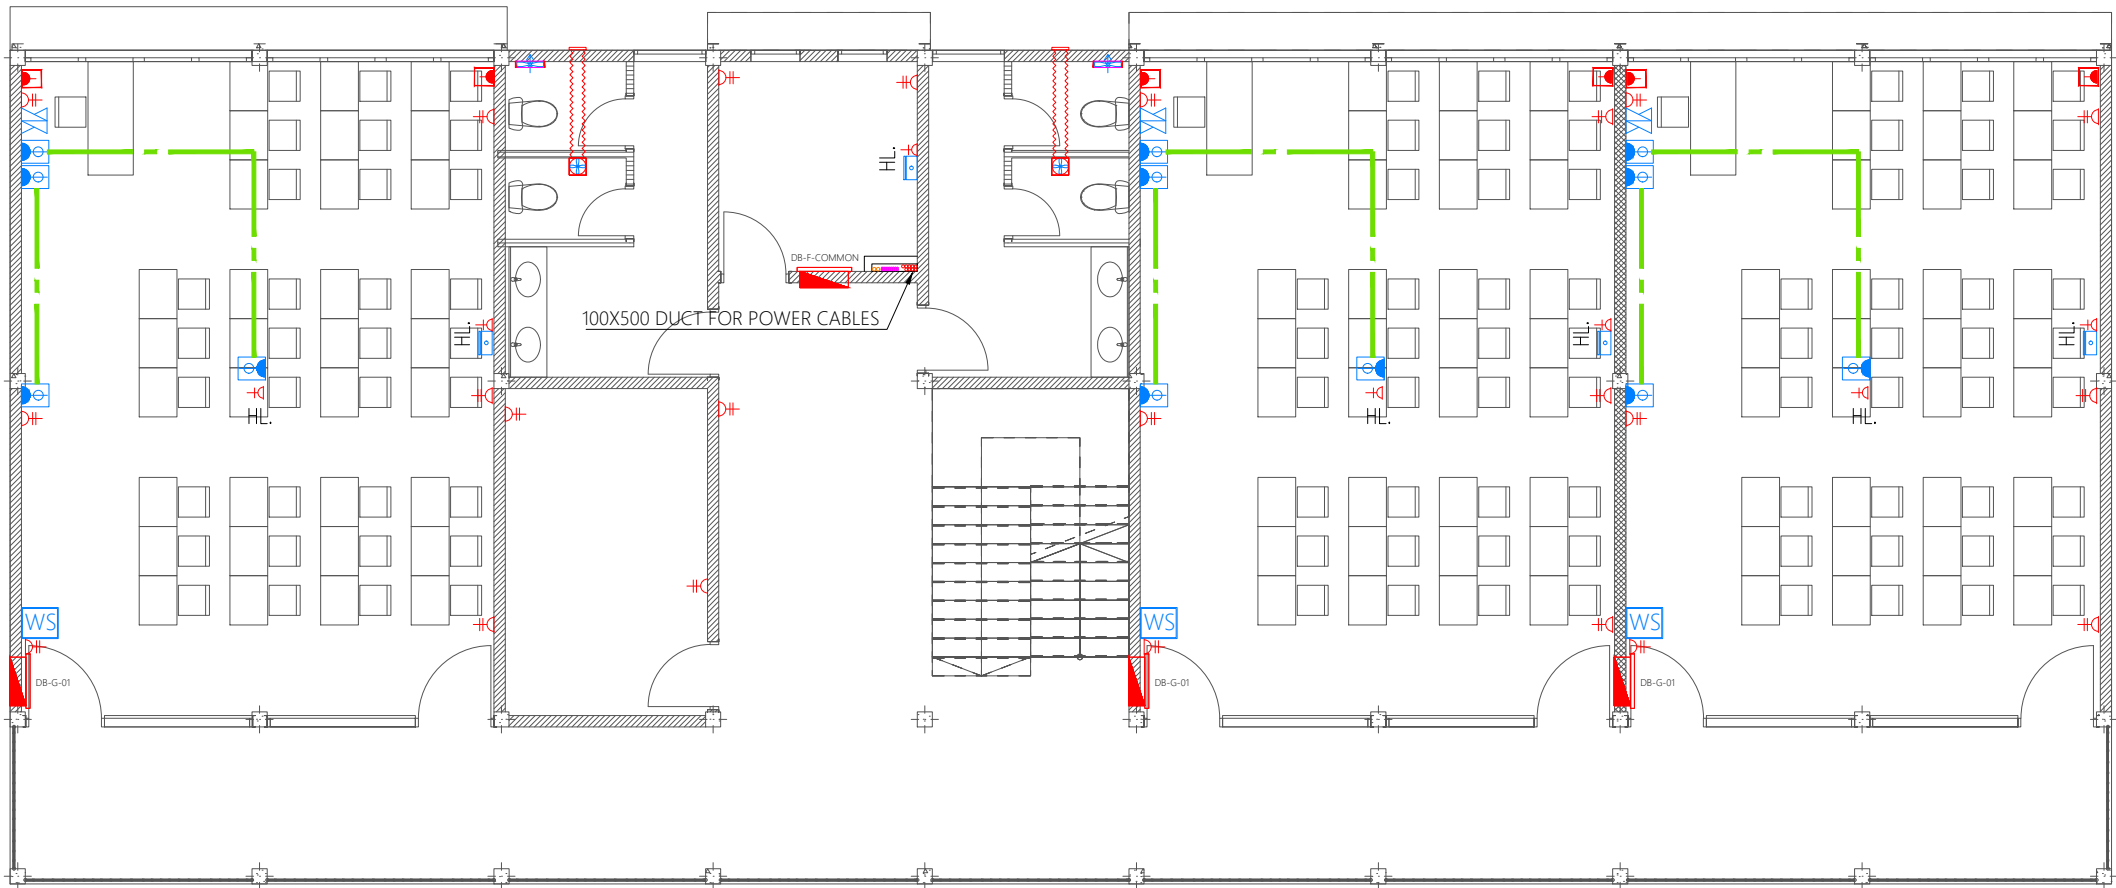 HL.
DB-F-COMMON
100X500 DUCT FOR POWER CABLES
HL.
HL.
HL.
HL.
HL.
HL.
WS
WS
WS
DB-G-01
DB-G-01
DB-G-01